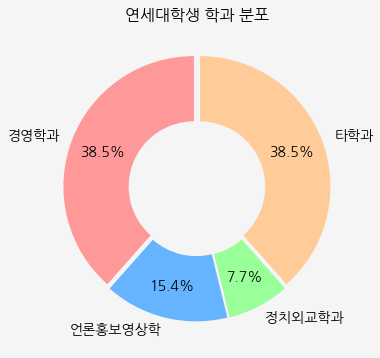 연세대학생 학과 분포
경영학과
38.5%
38.5%
타학과
15.4%
7.7%
언론홍보영상학
정치외교학과